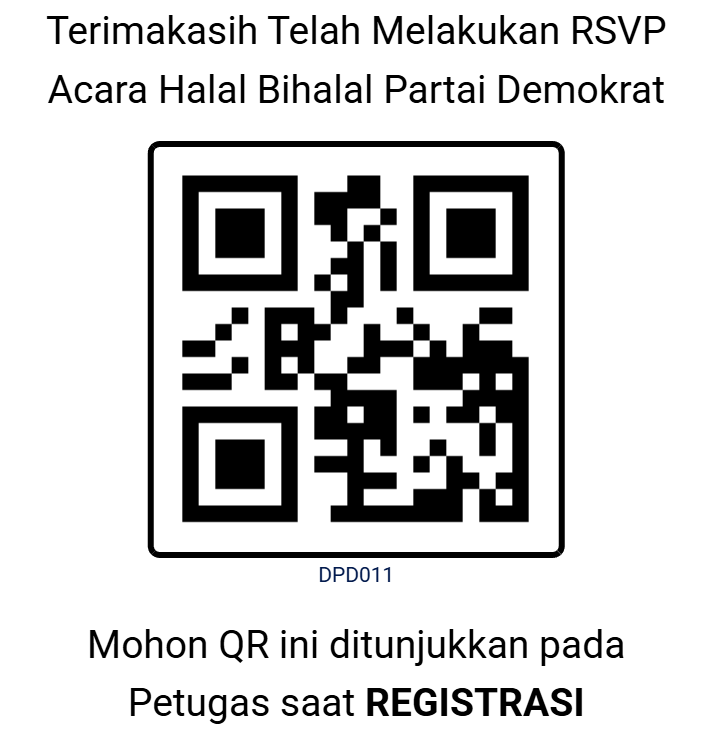 Terimakasih Telah Melakukan RSVP
Acara Halal Bihalal Partai Demokrat
DPD011
Mohon QR ini ditunjukkan pada
Petugas saat REGISTRASI